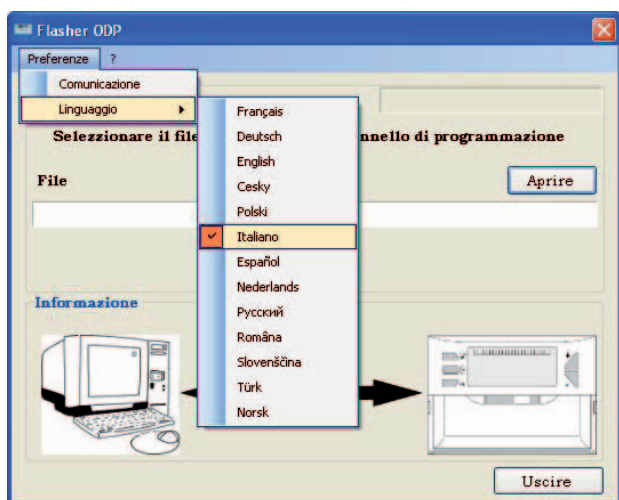 Flasher ODP
Preferenze ?
Comunicazione
Linguaggio
Selezzionare il file nnello di programmazione
File
Aprire
Français
Deutsch
English
Cesky
Polski
Italiano
Español
Nederlands
Русский
Româna
Slovenščina
Türk
Norsk
Informazione
Uscire